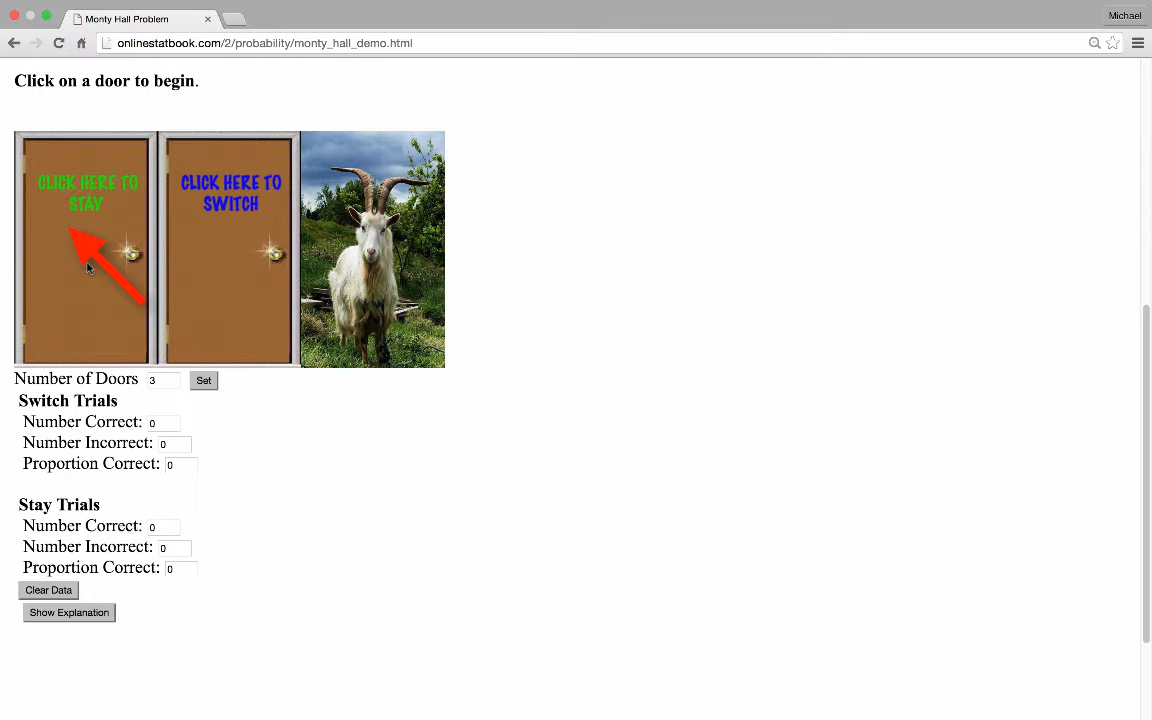 Monty Hall Problem
Michael
onlinestatbook.com/2/probability/monty_hall_demo.html
Click on a door to begin.
CLICK HERE TO
STAY
CLICK HERE TO
SWITCH
Number of Doors 3 Set
Switch Trials
Number Correct: 0
Number Incorrect: 0
Proportion Correct: 0
Stay Trials
Number Correct: 0
Number Incorrect: 0
Proportion Correct: 0
Clear Data
Show Explanation